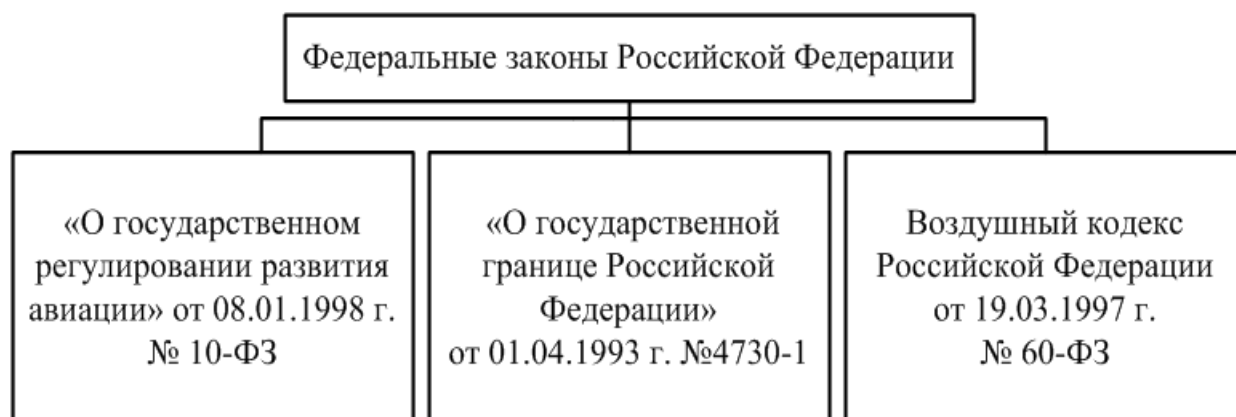 Федеральные законы Российской Федерации
«О государственном
регулировании развития
авиации» от 08.01.1998 г.
№ 10-ФЗ
«О государственной
границе Российской
Федерации»
от 01.04.1993 г. №4730-1
Воздушный кодекс
Российской Федерации
от 19.03.1997 г.
№ 60-ФЗ